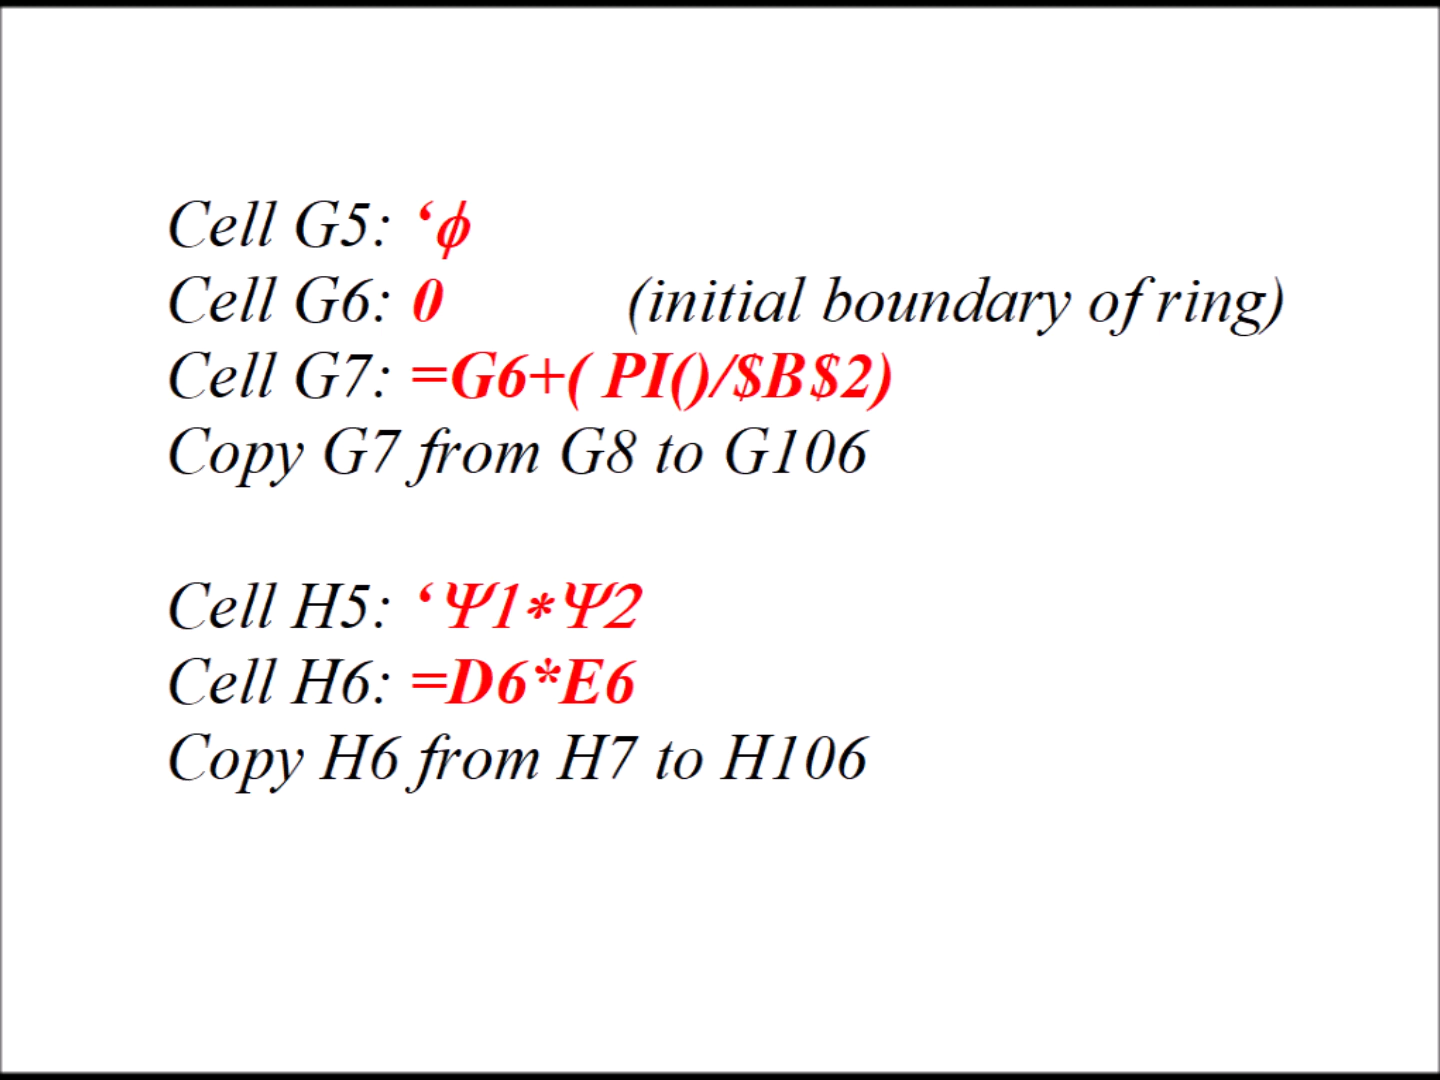 Cell G5: ‘ϕ
Cell G6: 0 (initial boundary of ring)
Cell G7: =G6+( PI()/$B$2)
Copy G7 from G8 to G106
Cell H5: ‘Ψ1*Ψ2
Cell H6: =D6*E6
Copy H6 from H7 to H106